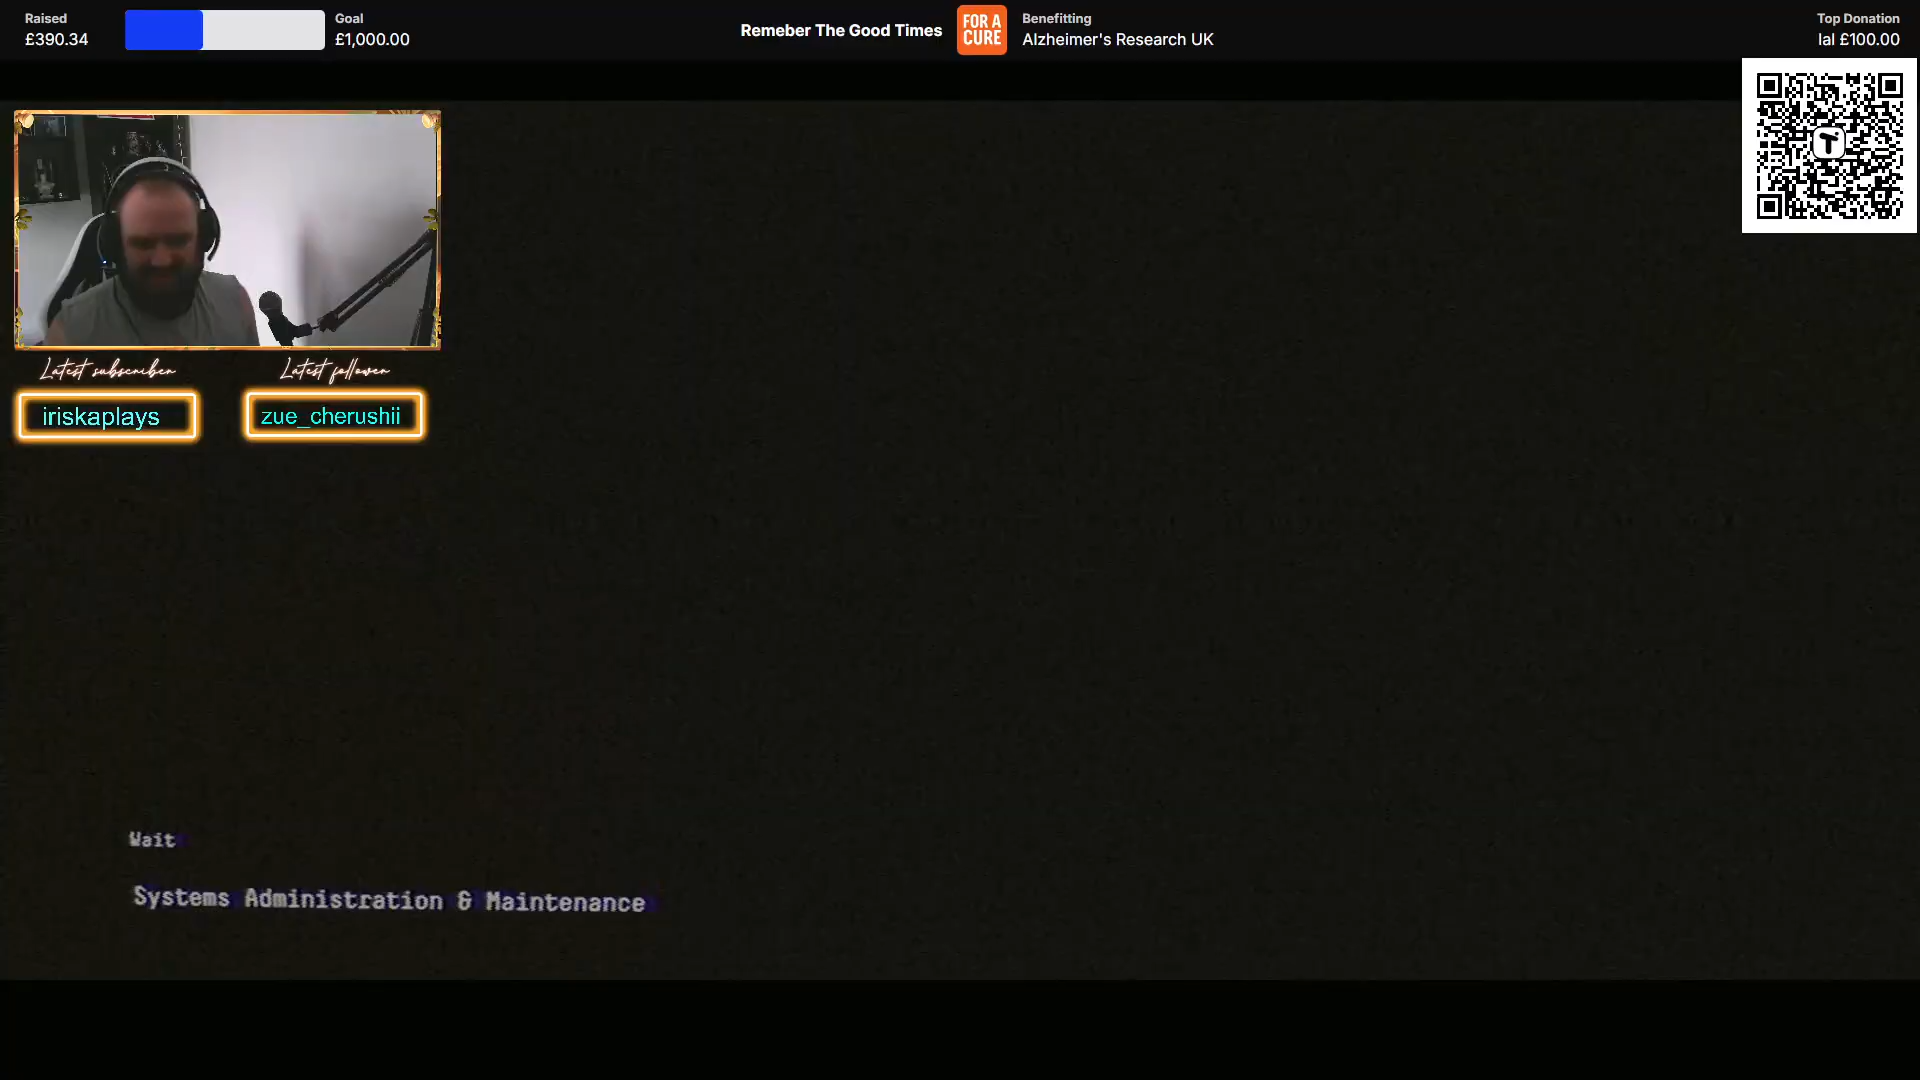 Raised
£390.34
Goal
£1,000.00
Remeber The Good Times
FOR A
CURE
Benefitting
Alzheimer's Research UK
Top Donation
lal £100.00
T
Latest subscriber
Latest follower
iriskaplays
zue_cherushii
Wait
Systems Administration & Maintenance